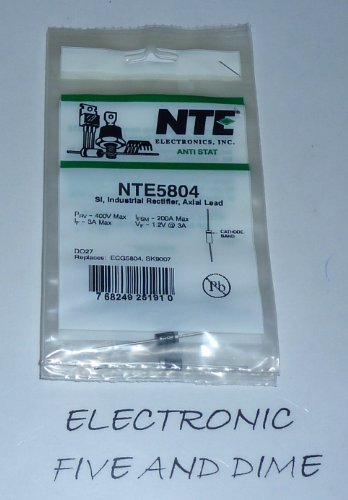 NTE
ELECTRONICS, INC.
ANTI STAT
NTE5804
SI, Industrial Rectifier, Axial Lead
PRV - 400V Max IFSM - 200A Max
IF - 3A Max VF - 1.2V @ 3A
CATHODE
BAND
DO27
Replaces: ECG5804, SK9007
Pb
7 68249 25191 0
ELECTRONIC
FIVE AND DIME